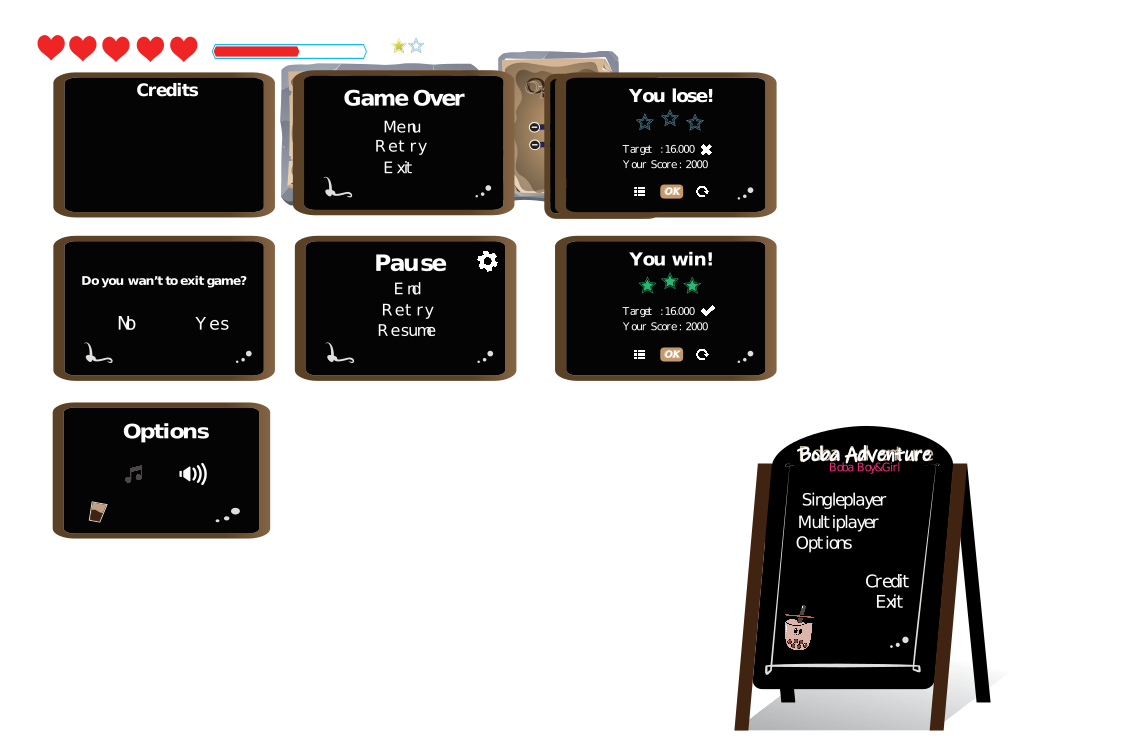 Credits
Game Over
Menu
Retry
Exit
You lose!
Target : 16.000
Your Score : 2000
OK
Do you wan't to exit game?
No Yes
Pause
End
Retry
Resume
You win!
Target : 16.000
Your Score : 2000
OK
Options
Boba Adventure
Boba Boy&Girl
Singleplayer
Multiplayer
Options
Credit
Exit